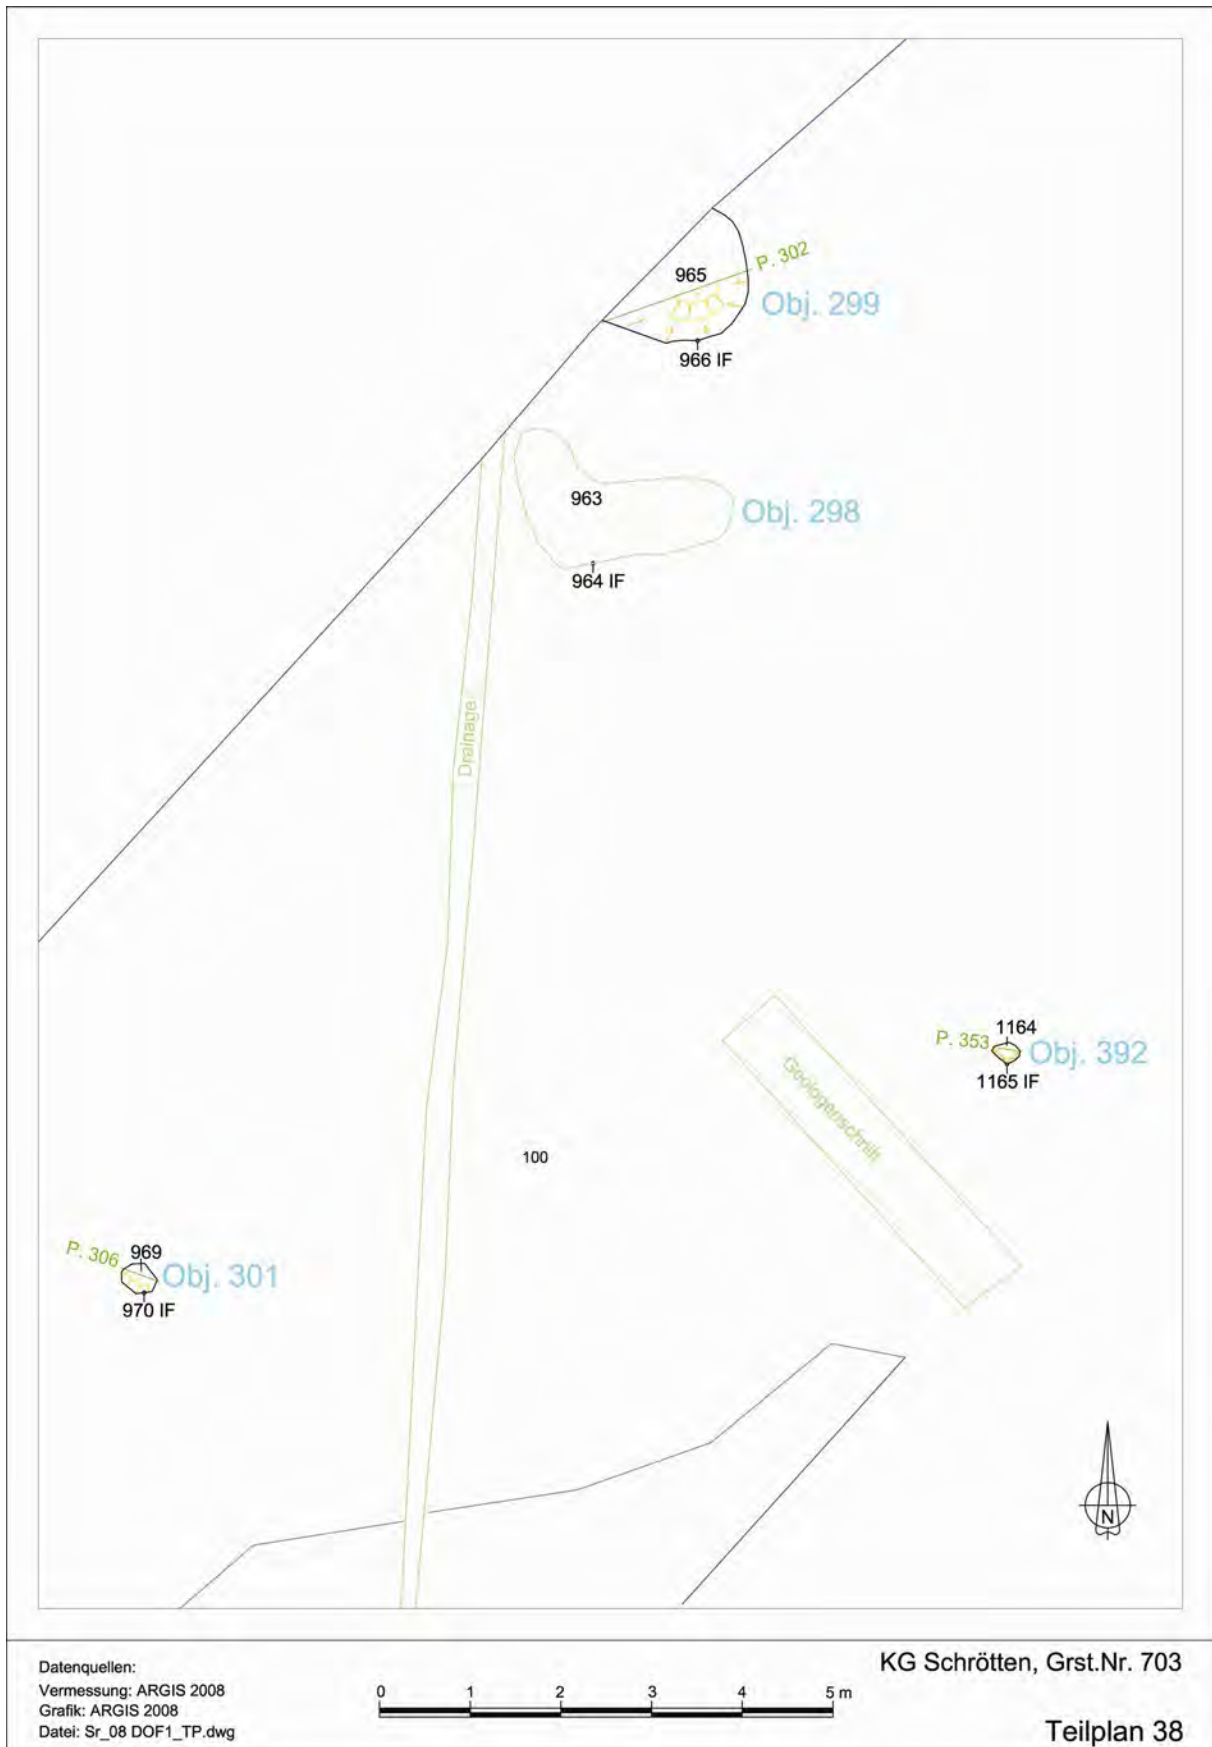 P. 302
965
Obj. 299
966 IF
963
Obj. 298
964 IF
Drainage
1164
P. 353
Obj. 392
1165 IF
Geologenschnitt
100
P. 306
969
Obj. 301
970 IF
N
Datenquellen:
Vermessung: ARGIS 2008
Grafik: ARGIS 2008
Datei: Sr_08 DOF1_TP.dwg
0 1 2 3 4 5 m
KG Schrötten, Grst.Nr. 703
Teilplan 38